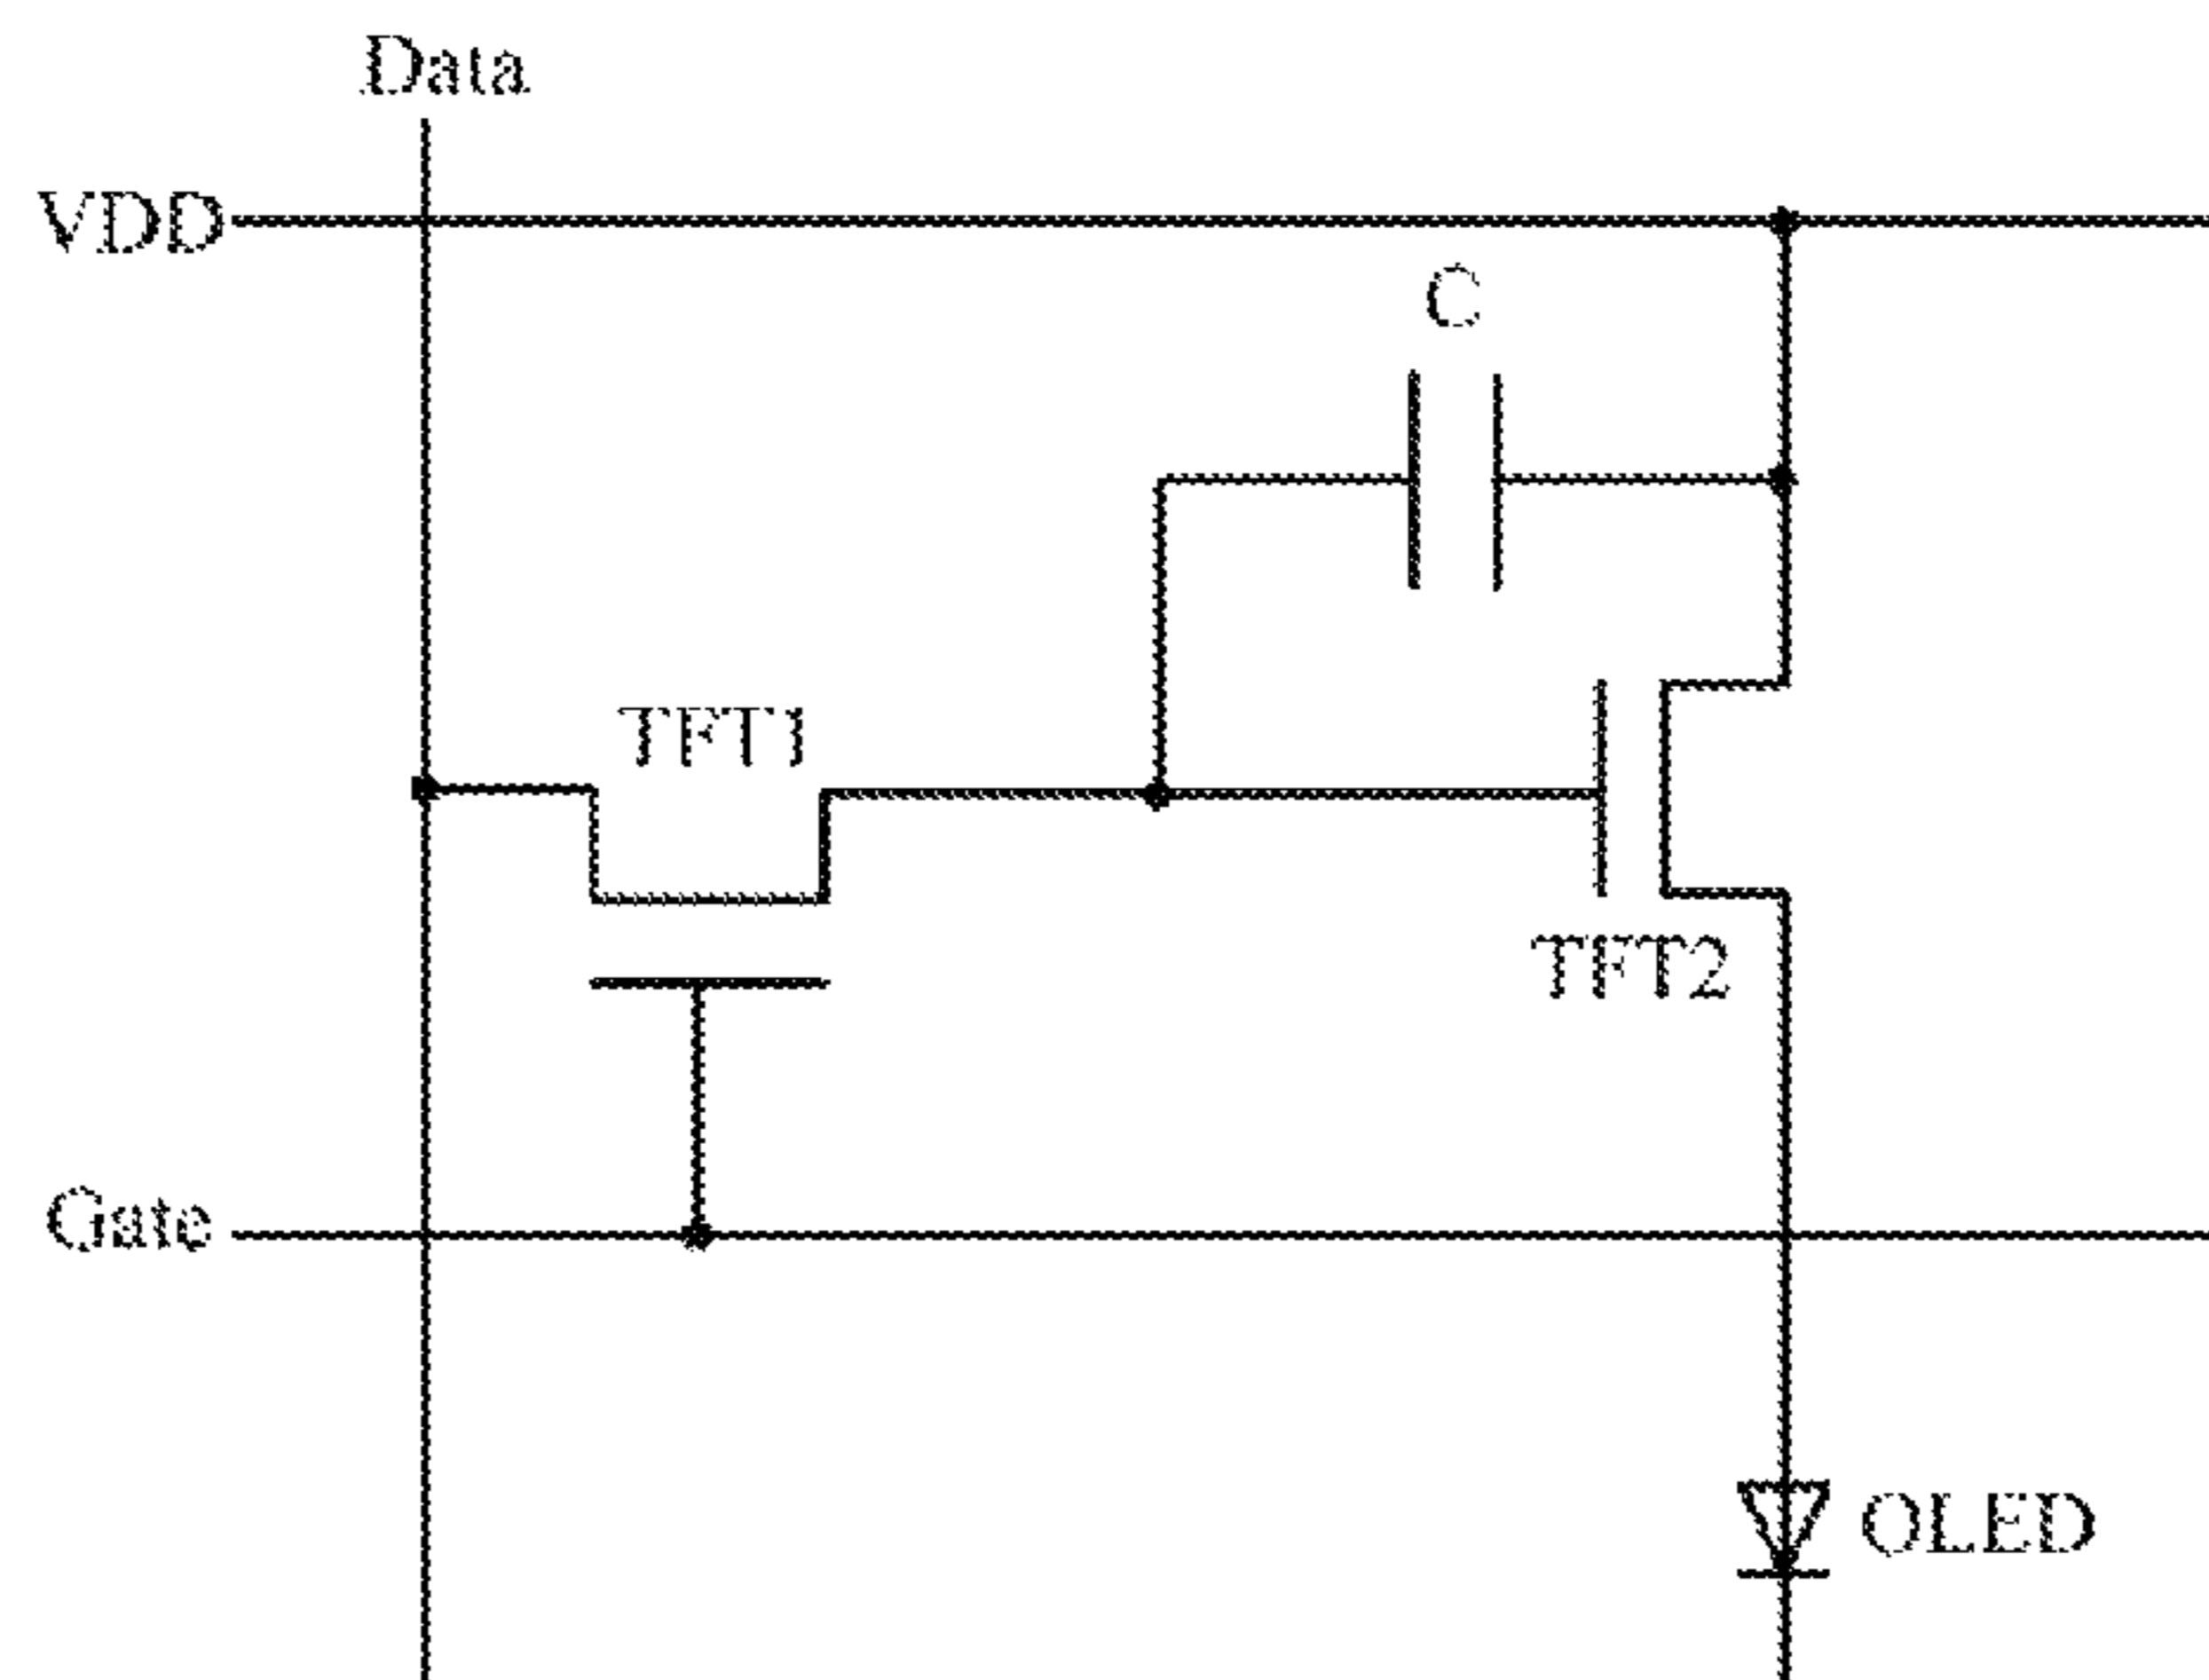 Data
VDD
C
TFT1
TFT2
Gate
OLED